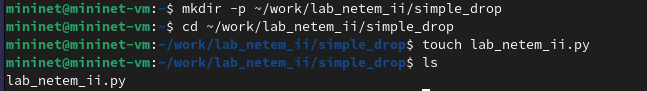 mininet@mininet-vm:~$ mkdir -p ~/work/lab_netem_ii/simple_drop
mininet@mininet-vm:~$ cd ~/work/lab_netem_ii/simple_drop
mininet@mininet-vm:~/work/lab_netem_ii/simple_drop$ touch lab_netem_ii.py
mininet@mininet-vm:~/work/lab_netem_ii/simple_drop$ ls
lab_netem_ii.py